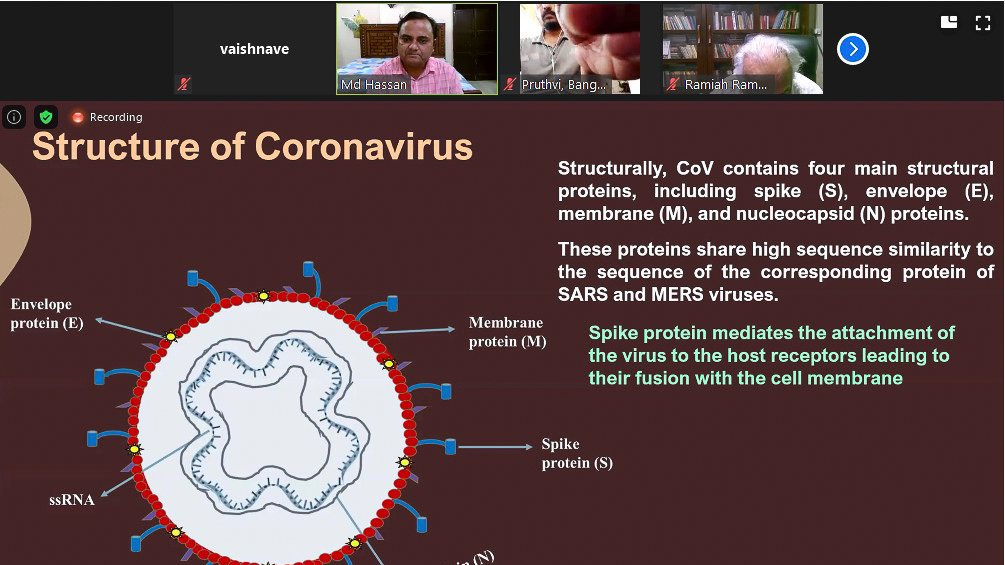 vaishnave
Md Hassan
Pruthvi, Bang...
Ramiah Ram...
Recording
Structure of Coronavirus
Structurally, CoV contains four main structural
proteins, including spike (S), envelope (E),
membrane (M), and nucleocapsid (N) proteins.
These proteins share high sequence similarity to
the sequence of the corresponding protein of
SARS and MERS viruses.
Spike protein mediates the attachment of
the virus to the host receptors leading to
their fusion with the cell membrane
Envelope
protein (E)
Membrane
protein (M)
Spike
protein (S)
ssRNA
(N)